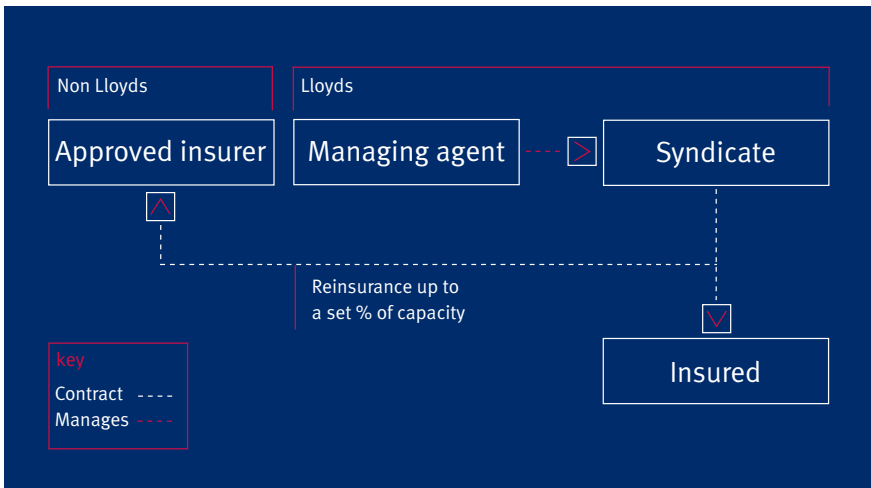 Non Lloyds
Lloyds
Approved insurer
Managing agent
Syndicate
Reinsurance up to
a set % of capacity
Insured
key
Contract
Manages